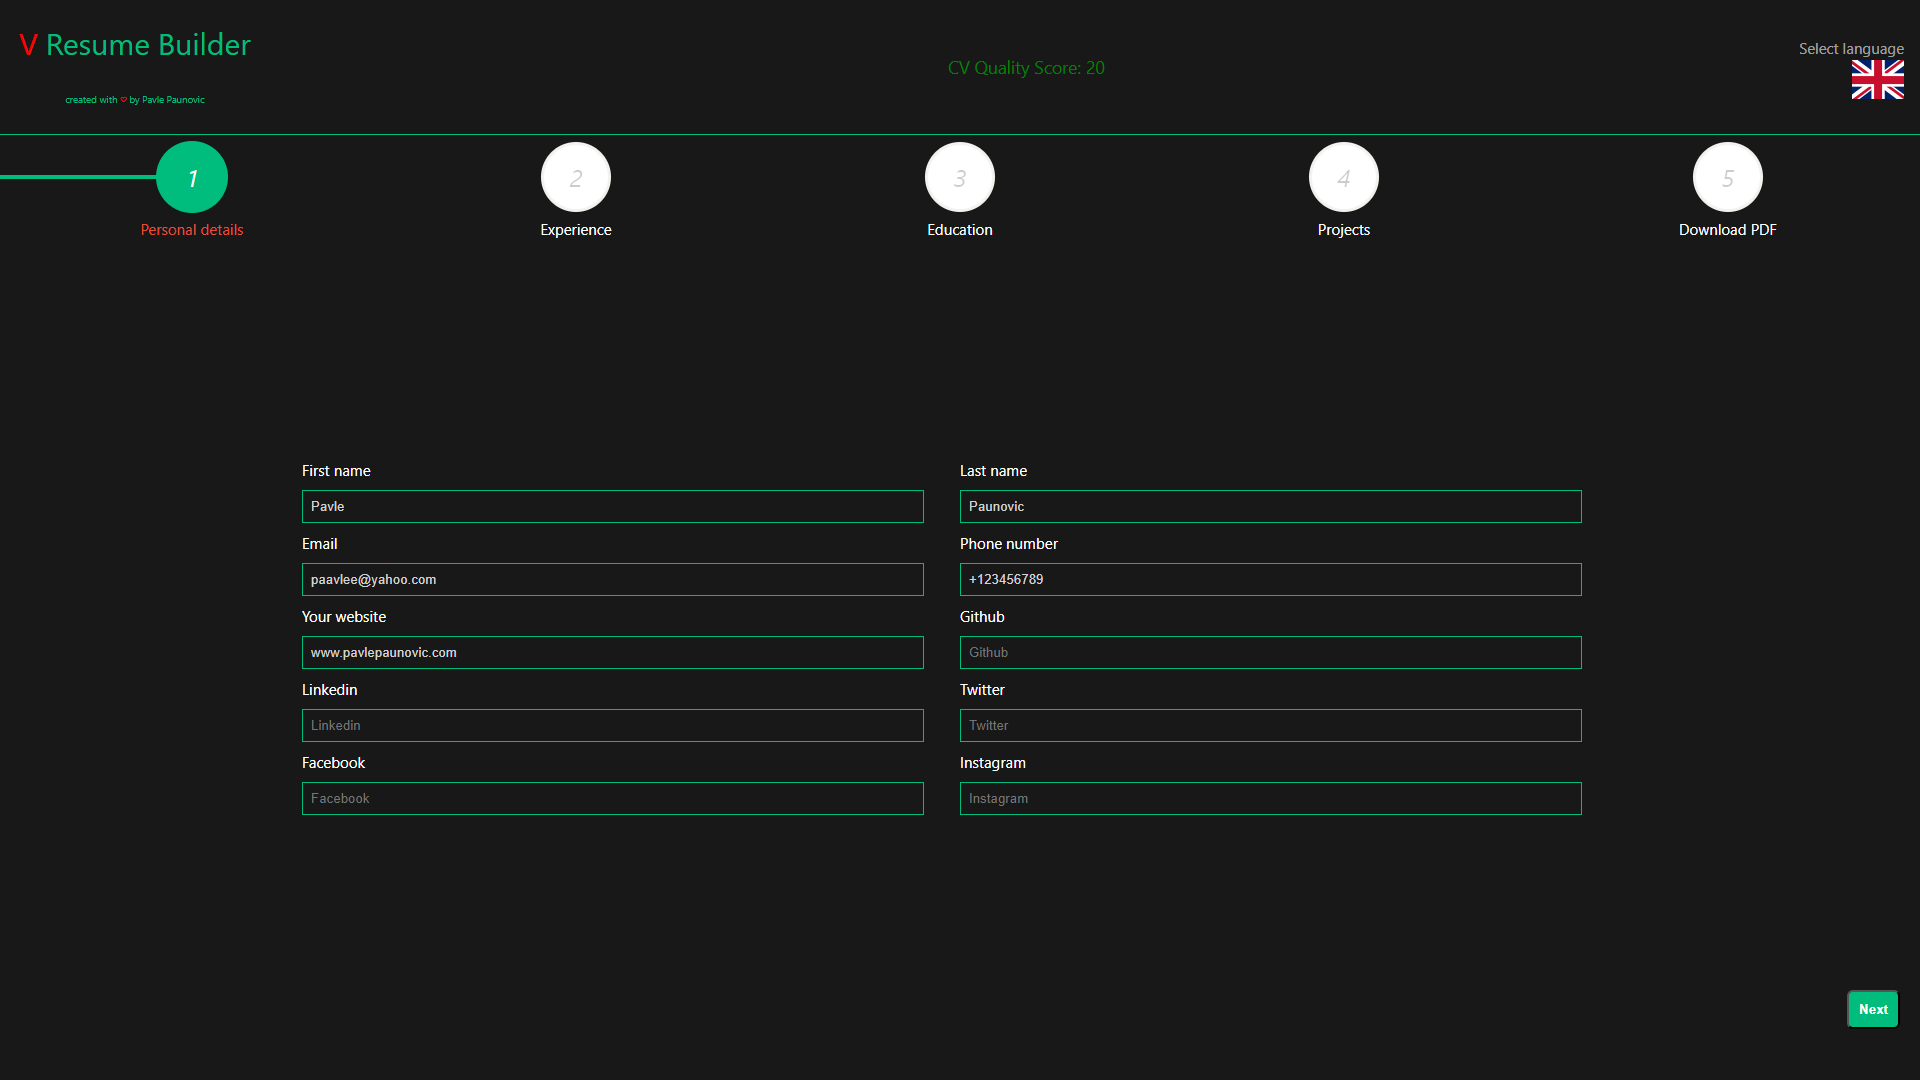 V Resume Builder
created with ♡ by Pavle Paunovic
CV Quality Score: 20
Select language
1
2
3
4
5
Personal details
Experience
Education
Projects
Download PDF
First name
Last name
Pavle
Paunovic
Email
Phone number
paavlee@yahoo.com
+123456789
Your website
Github
www.pavlepaunovic.com
Github
Linkedin
Twitter
Linkedin
Twitter
Facebook
Instagram
Facebook
Instagram
Next